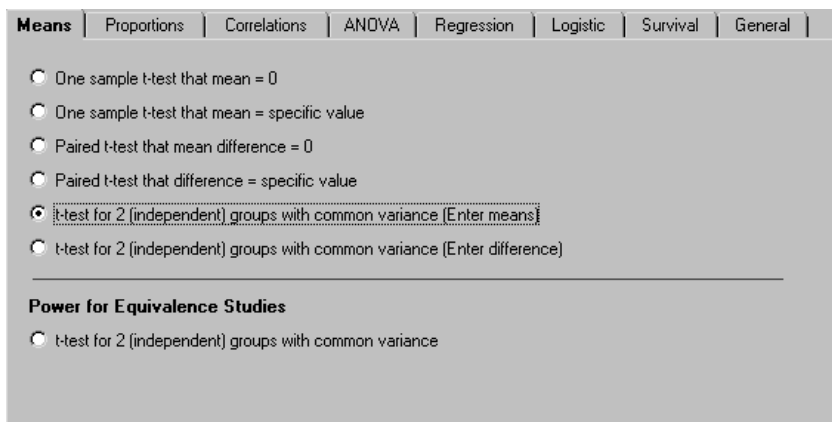 Means Proportions Correlations ANOVA Regression Logistic Survival General
One sample t-test that mean = 0
One sample t-test that mean = specific value
Paired t-test that mean difference = 0
Paired t-test that difference = specific value
t-test for 2 (independent) groups with common variance (Enter means)
t-test for 2 (independent) groups with common variance (Enter difference)
Power for Equivalence Studies
t-test for 2 (independent) groups with common variance